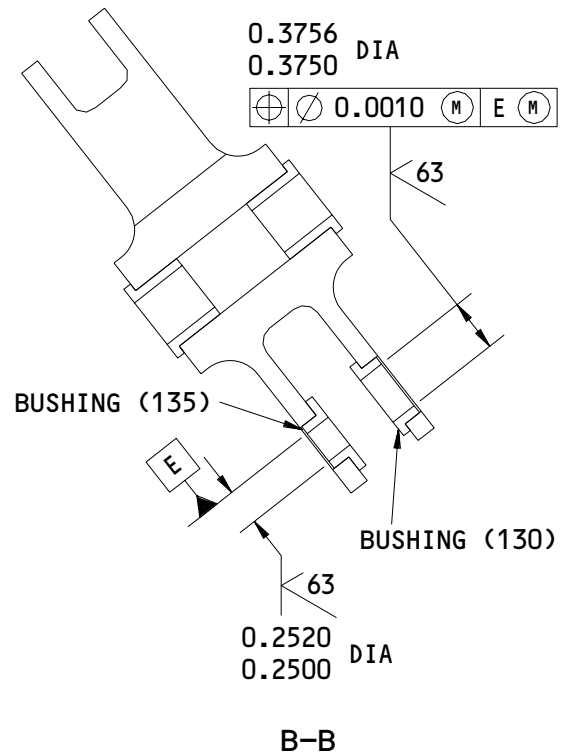 0.3756
0.3750 DIA
⌖ ⌀ 0.0010 Ⓜ E Ⓜ
63
BUSHING (135)
E
BUSHING (130)
63
0.2520
0.2500 DIA
B-B